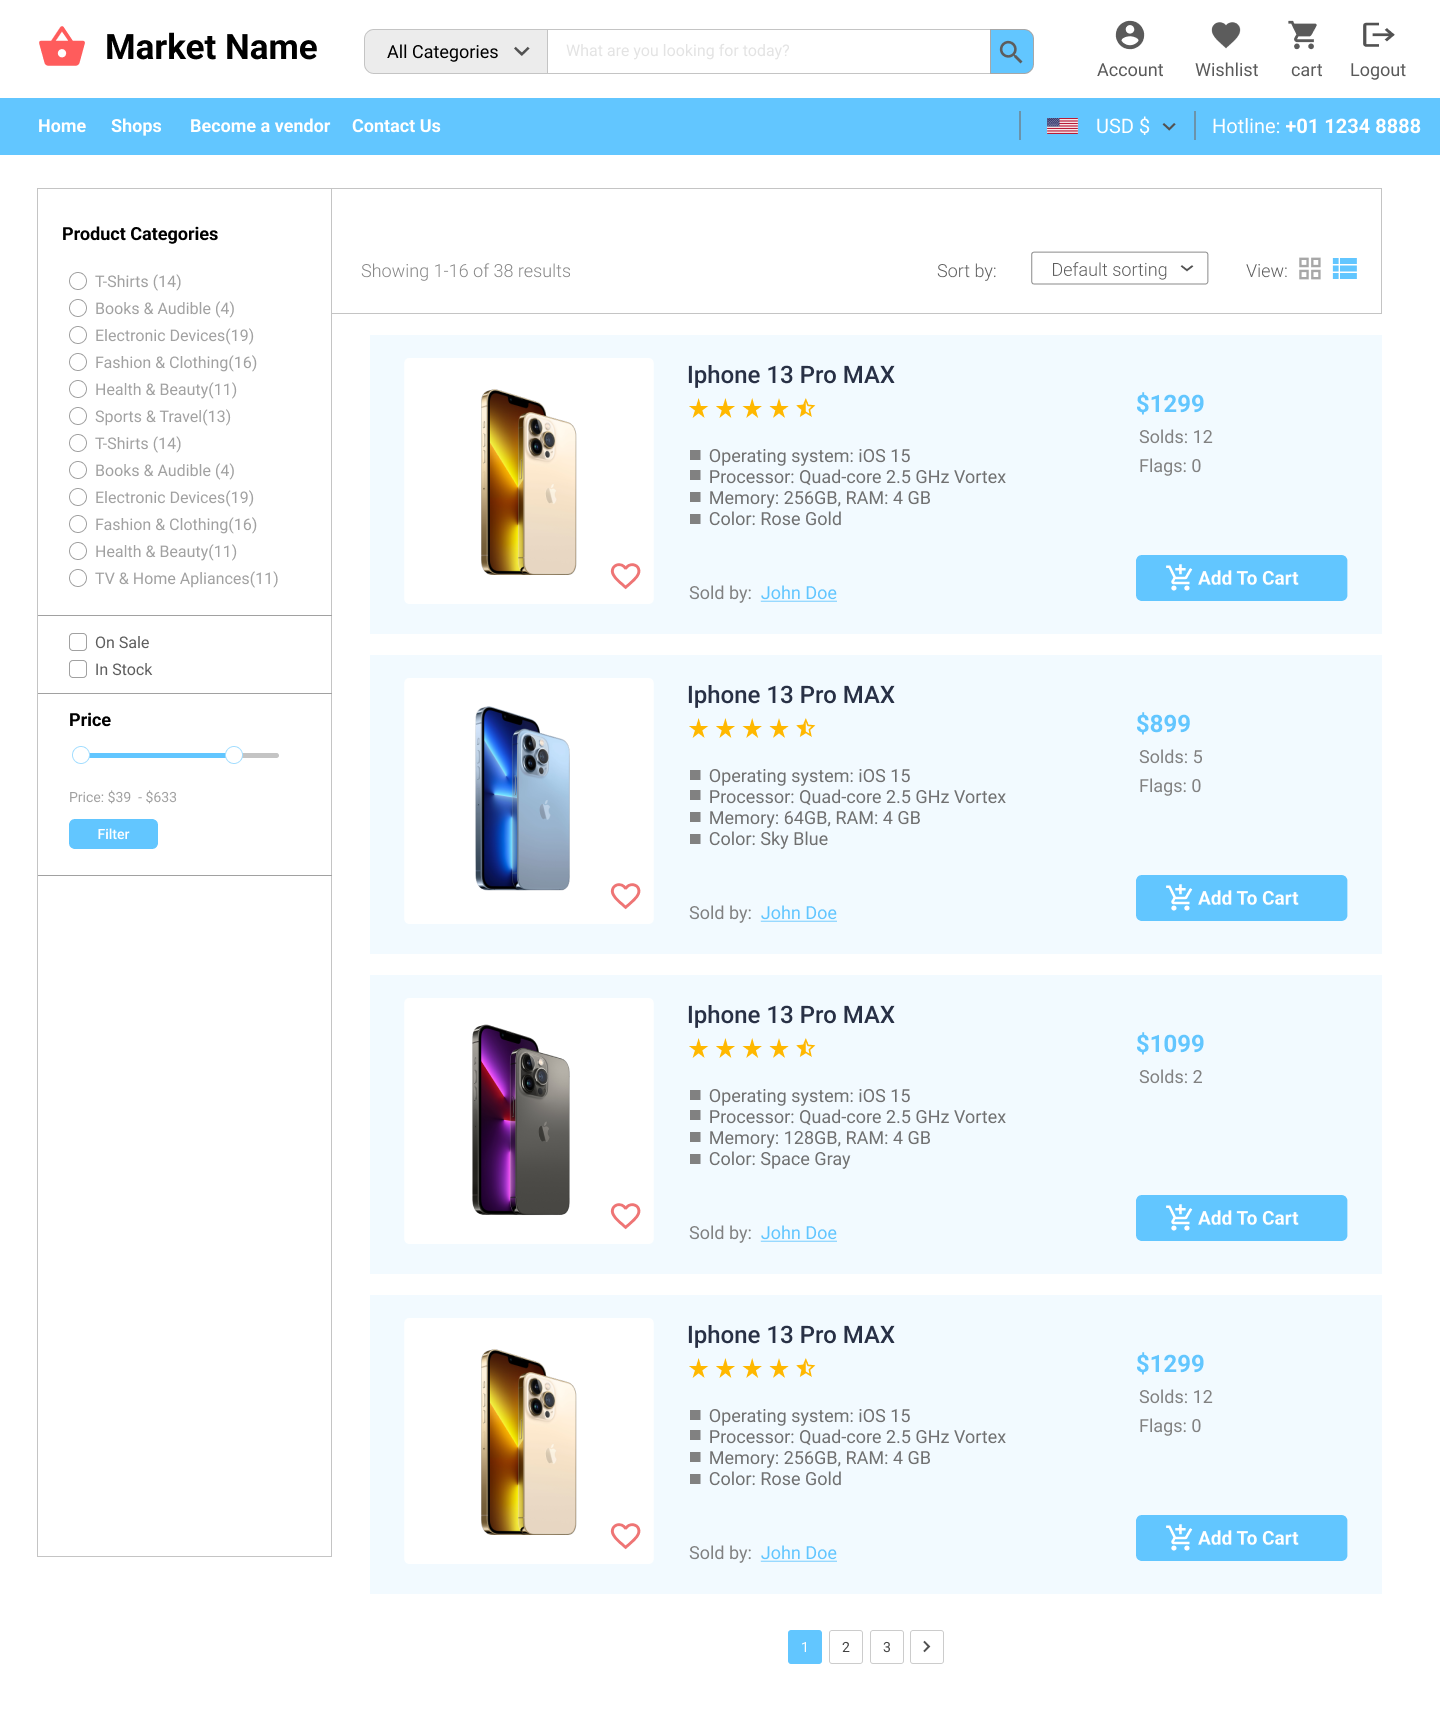 Market Name
All Categories
What are you looking for today?
Account
Wishlist
cart
Logout
Home
Shops
Become a vendor
Contact Us
USD $
Hotline: +01 1234 8888
Product Categories
T-Shirts (14)
Books & Audible (4)
Electronic Devices(19)
Fashion & Clothing(16)
Health & Beauty(11)
Sports & Travel(13)
T-Shirts (14)
Books & Audible (4)
Electronic Devices(19)
Fashion & Clothing(16)
Health & Beauty(11)
TV & Home Apliances(11)
On Sale
In Stock
Price
Price: $39 - $633
Filter
Showing 1-16 of 38 results
Sort by:
Default sorting
View:
Iphone 13 Pro MAX
Operating system: iOS 15
Processor: Quad-core 2.5 GHz Vortex
Memory: 256GB, RAM: 4 GB
Color: Rose Gold
Sold by: John Doe
$1299
Solds: 12
Flags: 0
Add To Cart
Iphone 13 Pro MAX
Operating system: iOS 15
Processor: Quad-core 2.5 GHz Vortex
Memory: 64GB, RAM: 4 GB
Color: Sky Blue
Sold by: John Doe
$899
Solds: 5
Flags: 0
Add To Cart
Iphone 13 Pro MAX
Operating system: iOS 15
Processor: Quad-core 2.5 GHz Vortex
Memory: 128GB, RAM: 4 GB
Color: Space Gray
Sold by: John Doe
$1099
Solds: 2
Add To Cart
Iphone 13 Pro MAX
Operating system: iOS 15
Processor: Quad-core 2.5 GHz Vortex
Memory: 256GB, RAM: 4 GB
Color: Rose Gold
Sold by: John Doe
$1299
Solds: 12
Flags: 0
Add To Cart
1
2
3